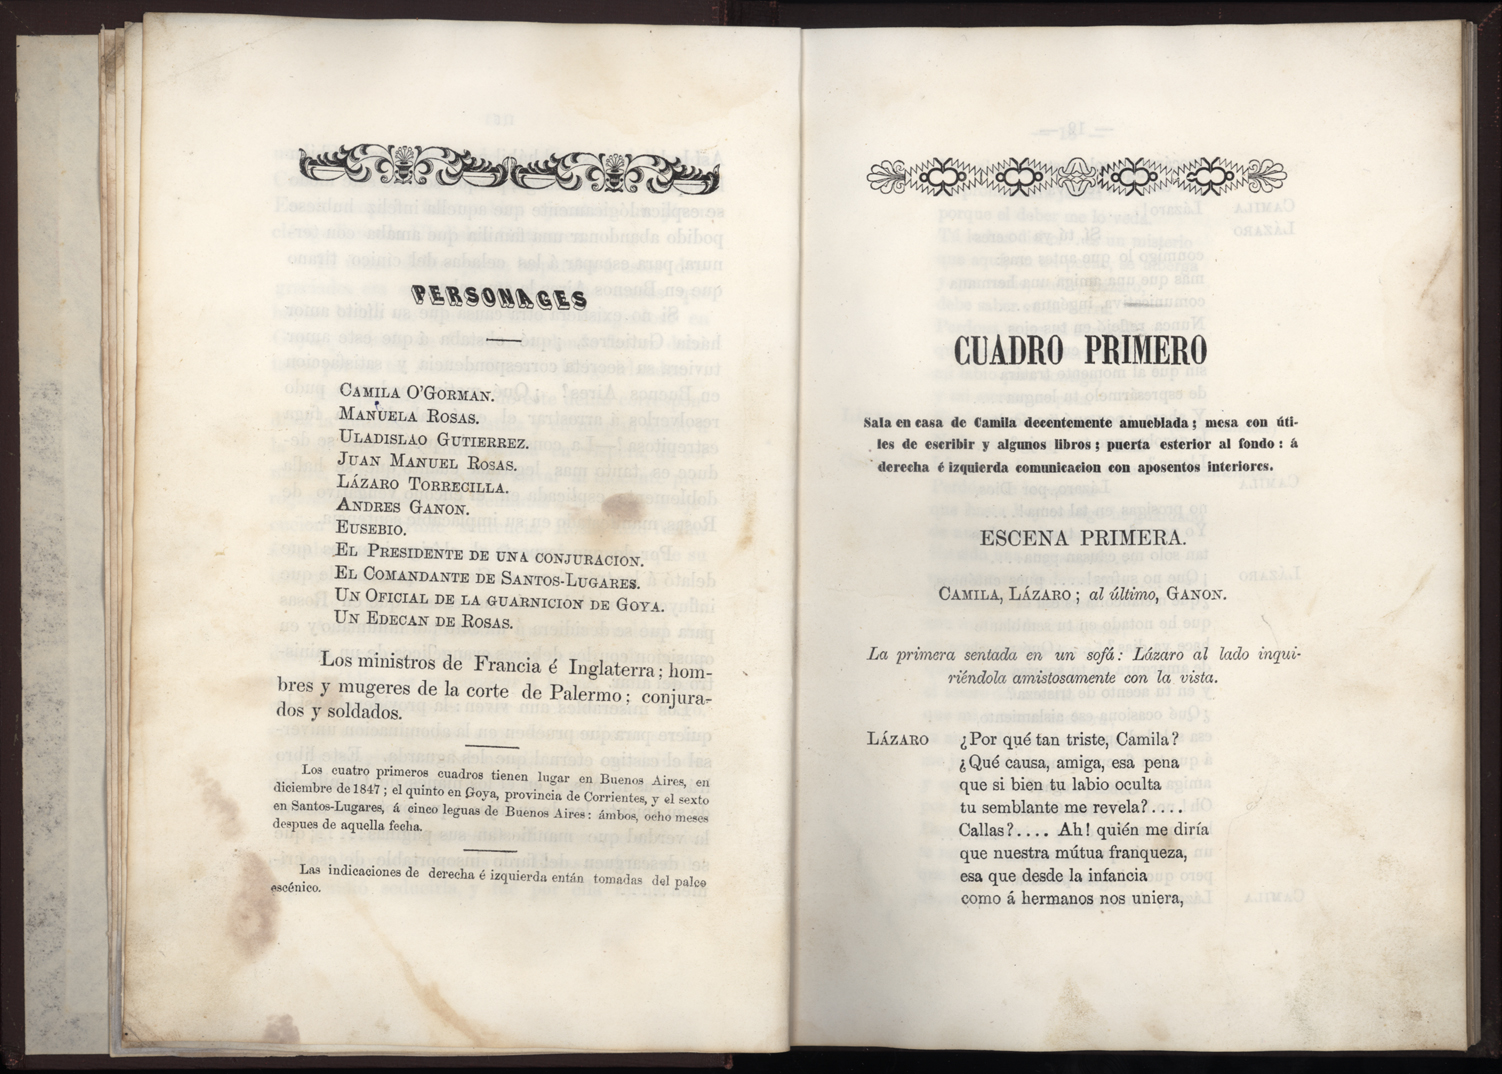 PERSONAGES
CAMILA O'GORMAN.
MANUELA ROSAS.
ULADISLAO GUTIERREZ.
JUAN MANUEL ROSAS.
LÁZARO TORRECILLA.
ANDRES GANON.
EUSEBIO.
EL PRESIDENTE DE UNA CONJURACION.
EL COMANDANTE DE SANTOS-LUGARES.
UN OFICIAL DE LA GUARNICION DE GOYA.
UN EDECAN DE ROSAS.
Los ministros de Francia é Inglaterra; hom-
bres y mugeres de la corte de Palermo; conjura-
dos y soldados.
Los cuatro primeros cuadros tienen lugar en Buenos Aires, en
diciembre de 1847; el quinto en Goya, provincia de Corrientes, y el sexto
en Santos-Lugares, á cinco leguas de Buenos Aires: ámbos, ocho meses
despues de aquella fecha.
Las indicaciones de derecha é izquierda entán tomadas del palco
escénico.
CUADRO PRIMERO
Sala en casa de Camila decentemente amueblada; mesa con úti-
les de escribir y algunos libros; puerta esterior al fondo: á
derecha é izquierda comunicacion con aposentos interiores.
ESCENA PRIMERA.
CAMILA, LÁZARO; al último, GANON.
La primera sentada en un sofá: Lázaro al lado inqui-
riéndola amistosamente con la vista.
LÁZARO ¿Por qué tan triste, Camila?
¿Qué causa, amiga, esa pena
que si bien tu labio oculta
tu semblante me revela?....
Callas?.... Ah! quién me diría
que nuestra mútua franqueza,
esa que desde la infancia
como á hermanos nos uniera,